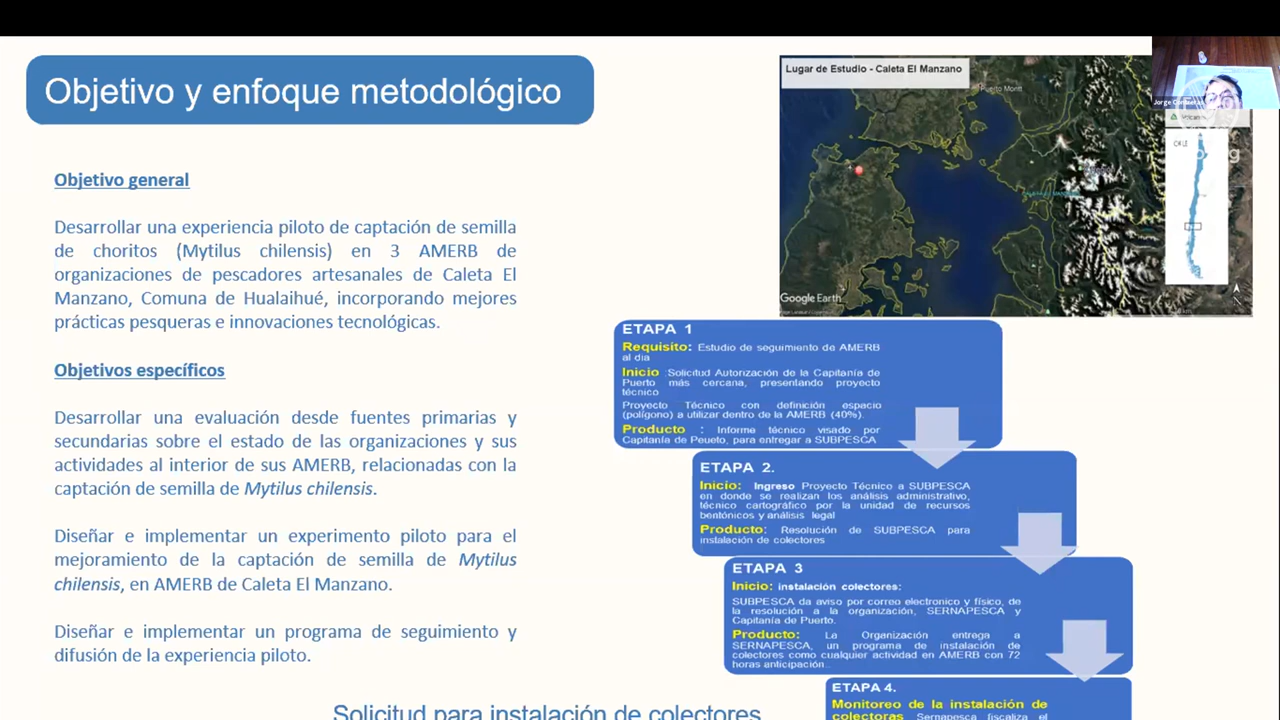 Objetivo y enfoque metodológico
Objetivo general
Desarrollar una experiencia piloto de captación de semilla
de choritos (Mytilus chilensis) en 3 AMERB de
organizaciones de pescadores artesanales de Caleta El
Manzano, Comuna de Hualaihué, incorporando mejores
prácticas pesqueras e innovaciones tecnológicas.
Objetivos específicos
Desarrollar una evaluación desde fuentes primarias y
secundarias sobre el estado de las organizaciones y sus
actividades al interior de sus AMERB, relacionadas con la
captación de semilla de Mytilus chilensis.
Diseñar e implementar un experimento piloto para el
mejoramiento de la captación de semilla de Mytilus
chilensis, en AMERB de Caleta El Manzano.
Diseñar e implementar un programa de seguimiento y
difusión de la experiencia piloto.
Lugar de Estudio - Caleta El Manzano
Puerto Montt
Google Earth
Jorge
ETAPA 1
Requisito: Estudio de seguimiento de AMERB
al día
Inicio :Solicitud Autorización de la Capitanía de
Puerto más cercana, presentando proyecto
técnico
Proyecto Técnico con definición espacio
(polígono) a utilizar dentro de la AMERB (40%).
Producto : Informe técnico visado por
Capitanía de Peueto, para entregar a SUBPESCA
ETAPA 2.
Inicio: Ingreso Proyecto Técnico a SUBPESCA
en donde se realizan los análisis administrativo,
técnico cartográfico por la unidad de recursos
bentónicos y análisis legal
Producto: Resolución de SUBPESCA para
instalación de colectores
ETAPA 3
Inicio: instalación colectores:
SUBPESCA da aviso por correo electronico y físico, de
la resolución a la organización, SERNAPESCA y
Capitanía de Puerto.
Producto: La Organización entrega a
SERNAPESCA, un programa de instalación de
colectores como cualquier actividad en AMERB con 72
horas anticipación..
ETAPA 4.
Monitoreo de la instalación de
colectoras Sernapesca fiscaliza el
Solicitud para instalación de colectores